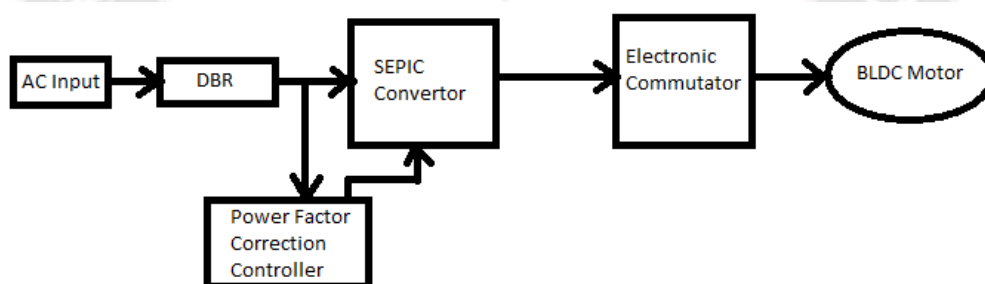 AC Input
DBR
SEPIC
Convertor
Electronic
Commutator
BLDC Motor
Power Factor
Correction
Controller